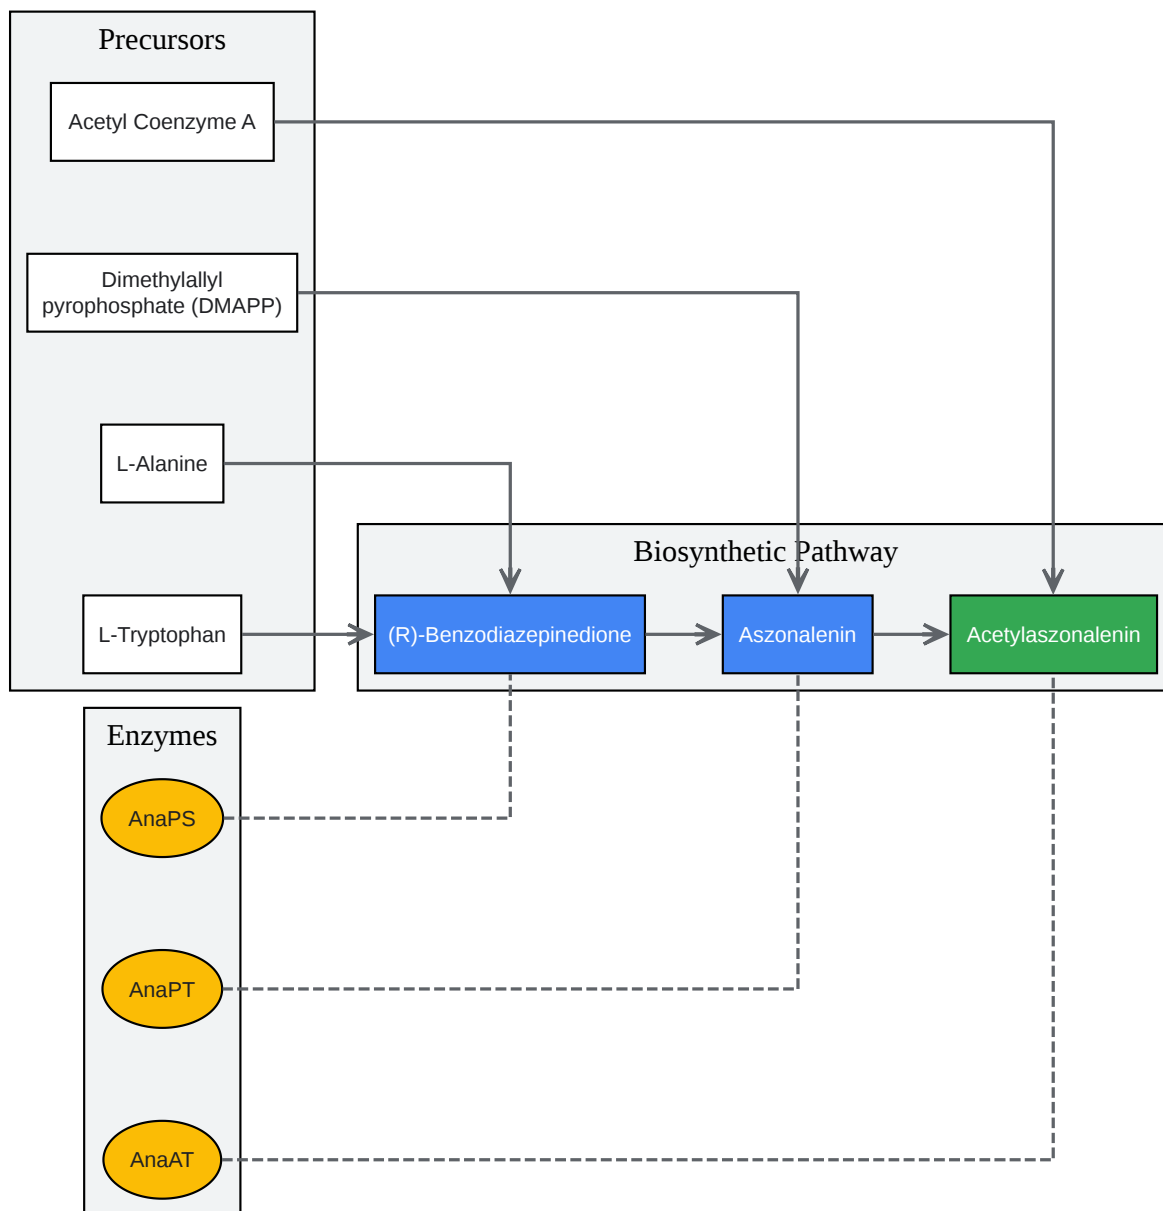 Precursors
Acetyl Coenzyme A
Dimethylallyl
pyrophosphate (DMAPP)
L-Alanine
L-Tryptophan
Biosynthetic Pathway
(R)-Benzodiazepinedione
Aszonalenin
Acetylaszonalenin
Enzymes
AnaPS
AnaPT
AnaAT